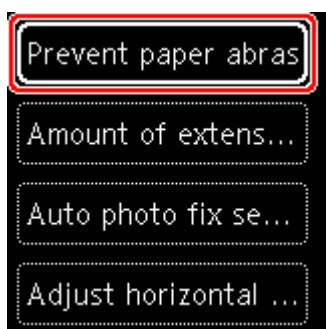 Prevent paper abras
Amount of extens...
Auto photo fix se...
Adjust horizontal ...